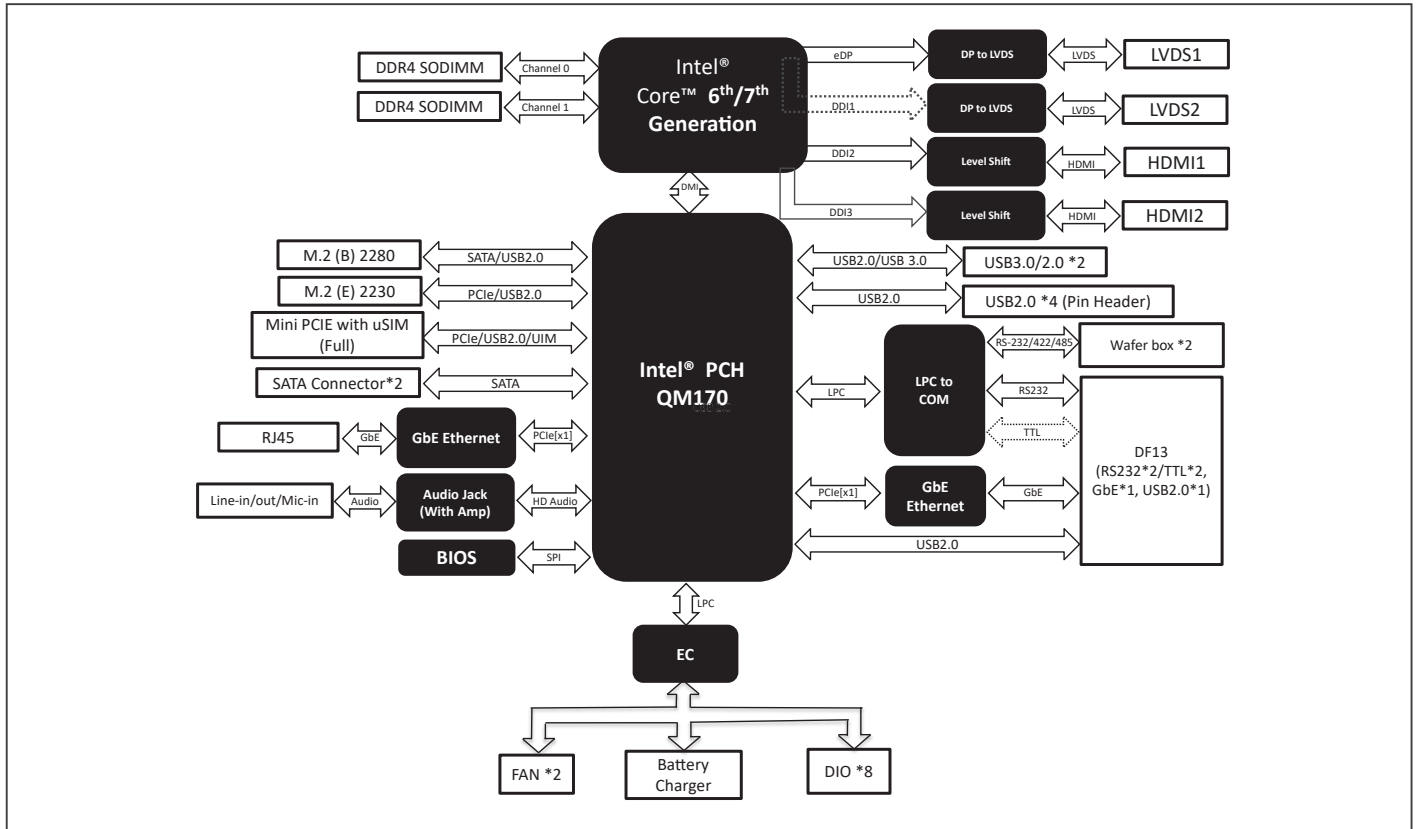 DDR4 SODIMM
Channel 0
DDR4 SODIMM
Channel 1
Intel®
Core™ 6th/7th
Generation
eDP
DP to LVDS
LVDS
LVDS1
DDI1
DP to LVDS
LVDS
LVDS2
DDI2
Level Shift
HDMI
HDMI1
DDI3
Level Shift
HDMI
HDMI2
DMI
M.2 (B) 2280
SATA/USB2.0
M.2 (E) 2230
PCIe/USB2.0
Mini PCIE with uSIM
(Full)
PCIe/USB2.0/UIM
SATA Connector*2
SATA
RJ45
GbE
GbE Ethernet
PCIe[x1]
Line-in/out/Mic-in
Audio
Audio Jack
(With Amp)
HD Audio
BIOS
SPI
Intel® PCH
QM170
USB2.0/USB 3.0
USB3.0/2.0 *2
USB2.0
USB2.0 *4 (Pin Header)
LPC
LPC to
COM
RS-232/422/485
Wafer box *2
RS232
TTL
PCIe[x1]
GbE
Ethernet
GbE
USB2.0
DF13
(RS232*2/TTL*2,
GbE*1, USB2.0*1)
LPC
EC
FAN *2
Battery
Charger
DIO *8